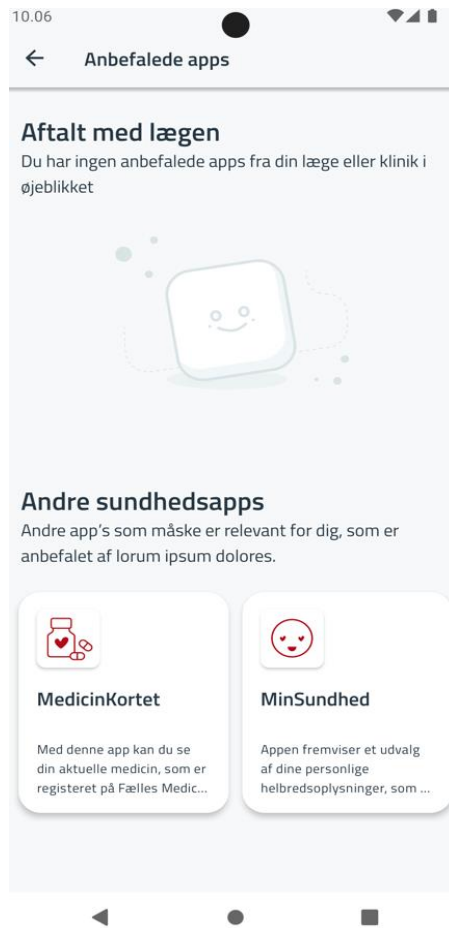 10.06
Anbefalede apps
Aftalt med lægen
Du har ingen anbefalede apps fra din læge eller klinik i
øjeblikket
Andre sundhedsapps
Andre app's som måske er relevant for dig, som er
anbefalet af lorum ipsum dolores.
MedicinKortet
Med denne app kan du se
din aktuelle medicin, som er
registeret på Fælles Medic...
MinSundhed
Appen fremviser et udvalg
af dine personlige
helbredsoplysninger, som ...